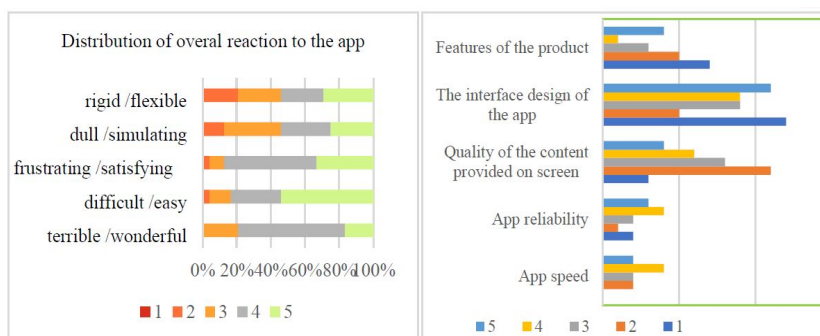 Distribution of overal reaction to the app
rigid /flexible
dull /simulating
frustrating /satisfying
difficult /easy
terrible /wonderful
0% 20% 40% 60% 80% 100%
1 2 3 4 5
Features of the product
The interface design of
the app
Quality of the content
provided on screen
App reliability
App speed
5 4 3 2 1